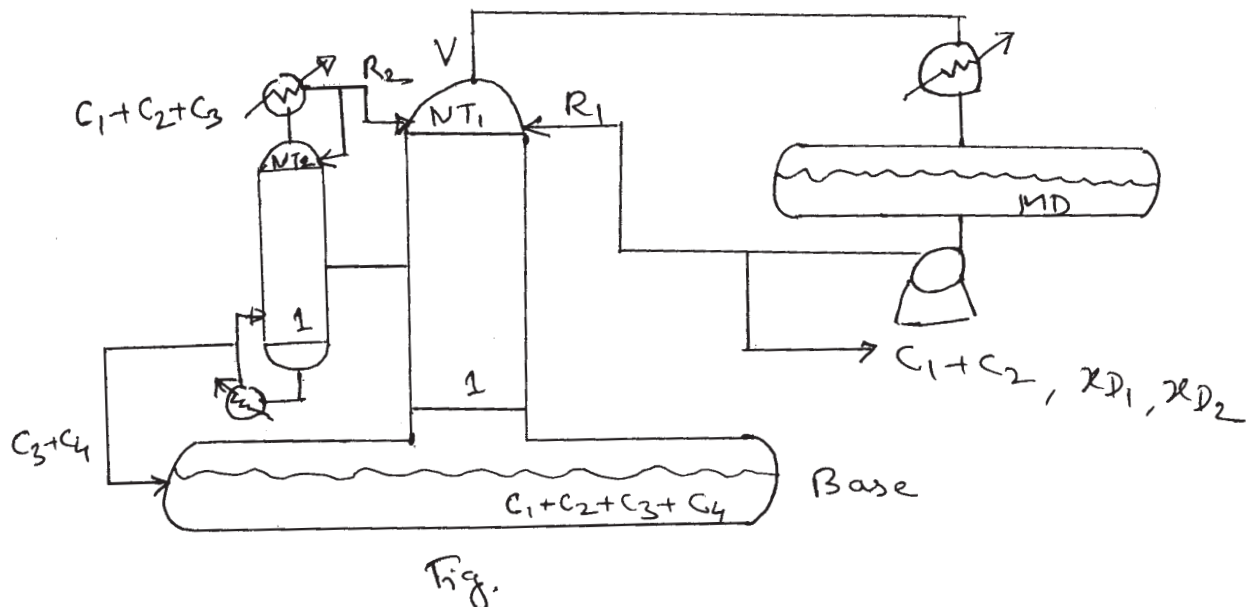 V
R₂
C₁+C₂+C₃
NT₁
R₁
NT₂
MD
1
1
C₁+C₂, xD₁, xD₂
C₃+C₄
Base
C₁+C₂+C₃+C₄
Fig.